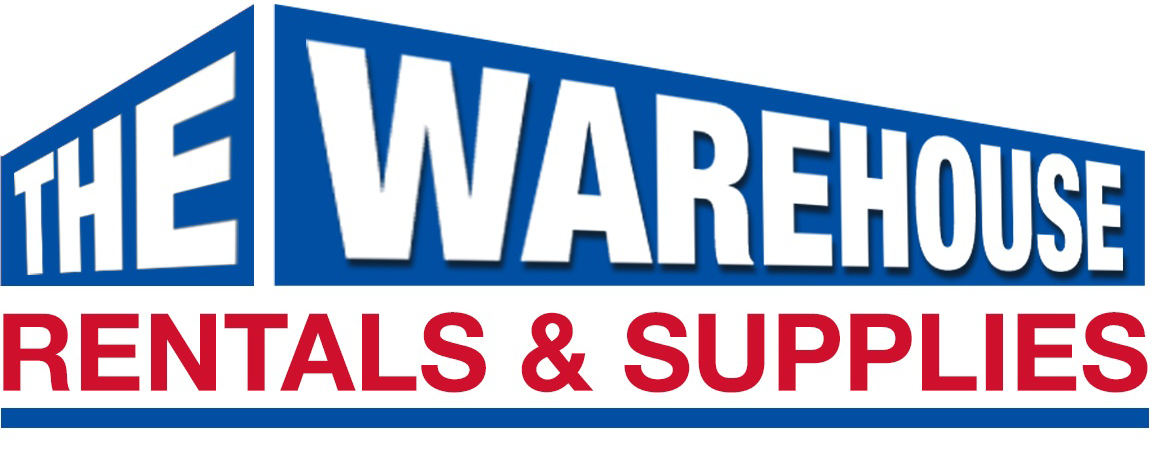 THE WAREHOUSE
RENTALS & SUPPLIES